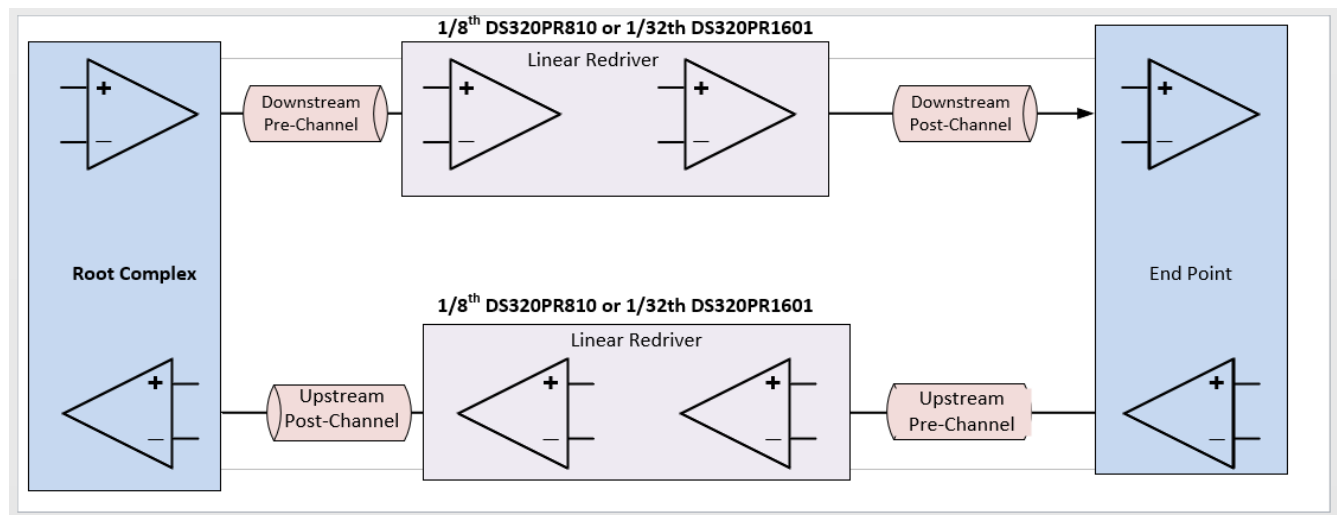 1/8th DS320PR810 or 1/32th DS320PR1601
Linear Redriver
+
+
+
+
Downstream
Pre-Channel
Downstream
Post-Channel
_
_
_
_
Root Complex
End Point
1/8th DS320PR810 or 1/32th DS320PR1601
Linear Redriver
+
+
+
+
Upstream
Post-Channel
Upstream
Pre-Channel
_
_
_
_